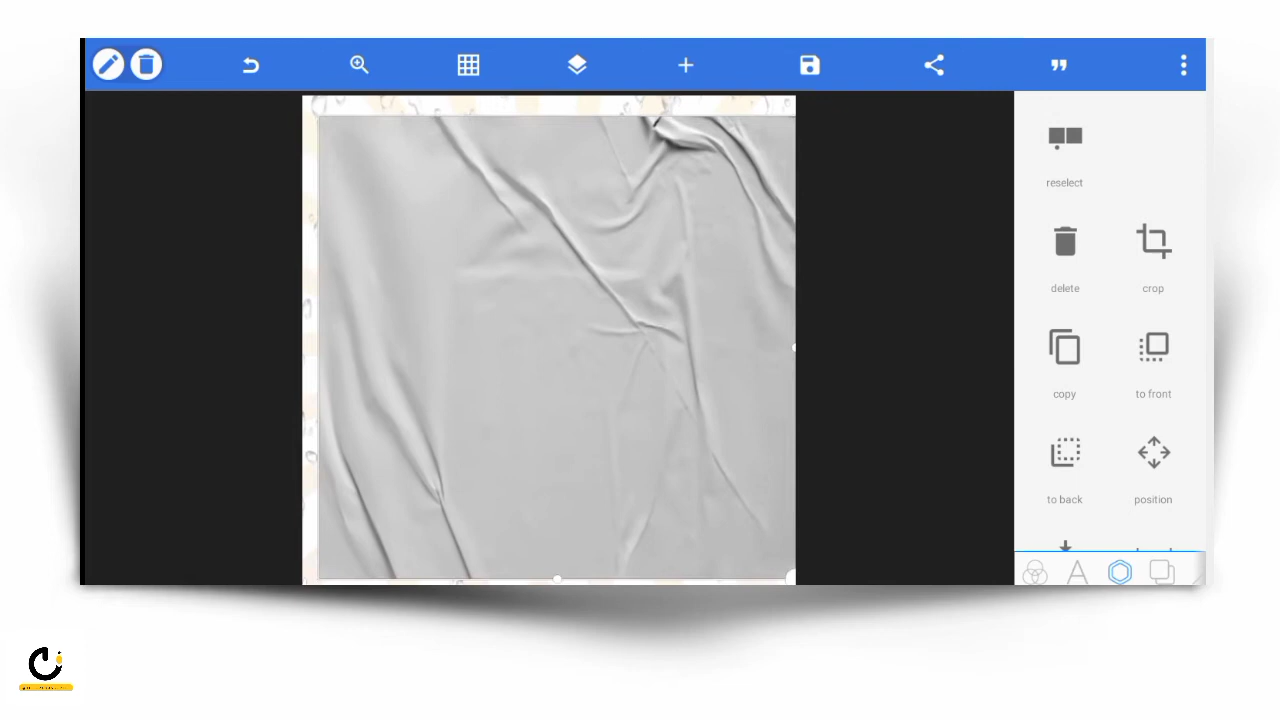 reselect
delete
crop
copy
to front
to back
position